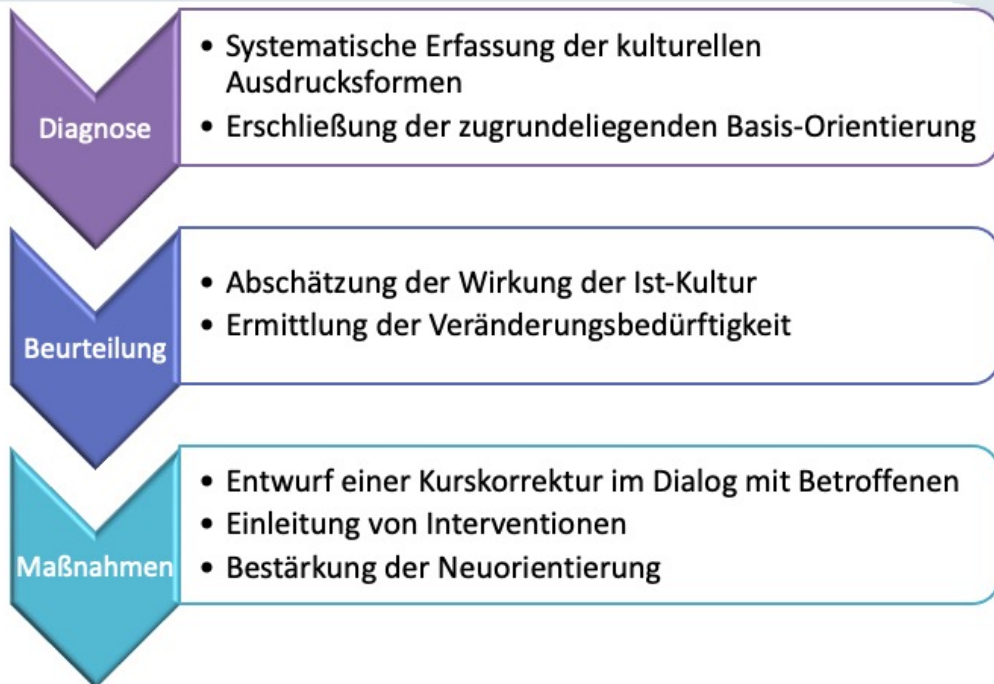 Diagnose
• Systematische Erfassung der kulturellen
Ausdrucksformen
• Erschließung der zugrundeliegenden Basis-Orientierung
Beurteilung
• Abschätzung der Wirkung der Ist-Kultur
• Ermittlung der Veränderungsbedürftigkeit
Maßnahmen
• Entwurf einer Kurskorrektur im Dialog mit Betroffenen
• Einleitung von Interventionen
• Bestärkung der Neuorientierung